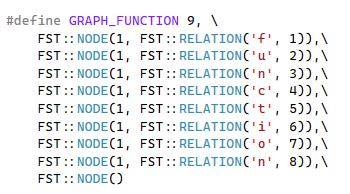 #define GRAPH_FUNCTION 9, \
    FST::NODE(1, FST::RELATION('f', 1)),\
    FST::NODE(1, FST::RELATION('u', 2)),\
    FST::NODE(1, FST::RELATION('n', 3)),\
    FST::NODE(1, FST::RELATION('c', 4)),\
    FST::NODE(1, FST::RELATION('t', 5)),\
    FST::NODE(1, FST::RELATION('i', 6)),\
    FST::NODE(1, FST::RELATION('o', 7)),\
    FST::NODE(1, FST::RELATION('n', 8)),\
    FST::NODE()